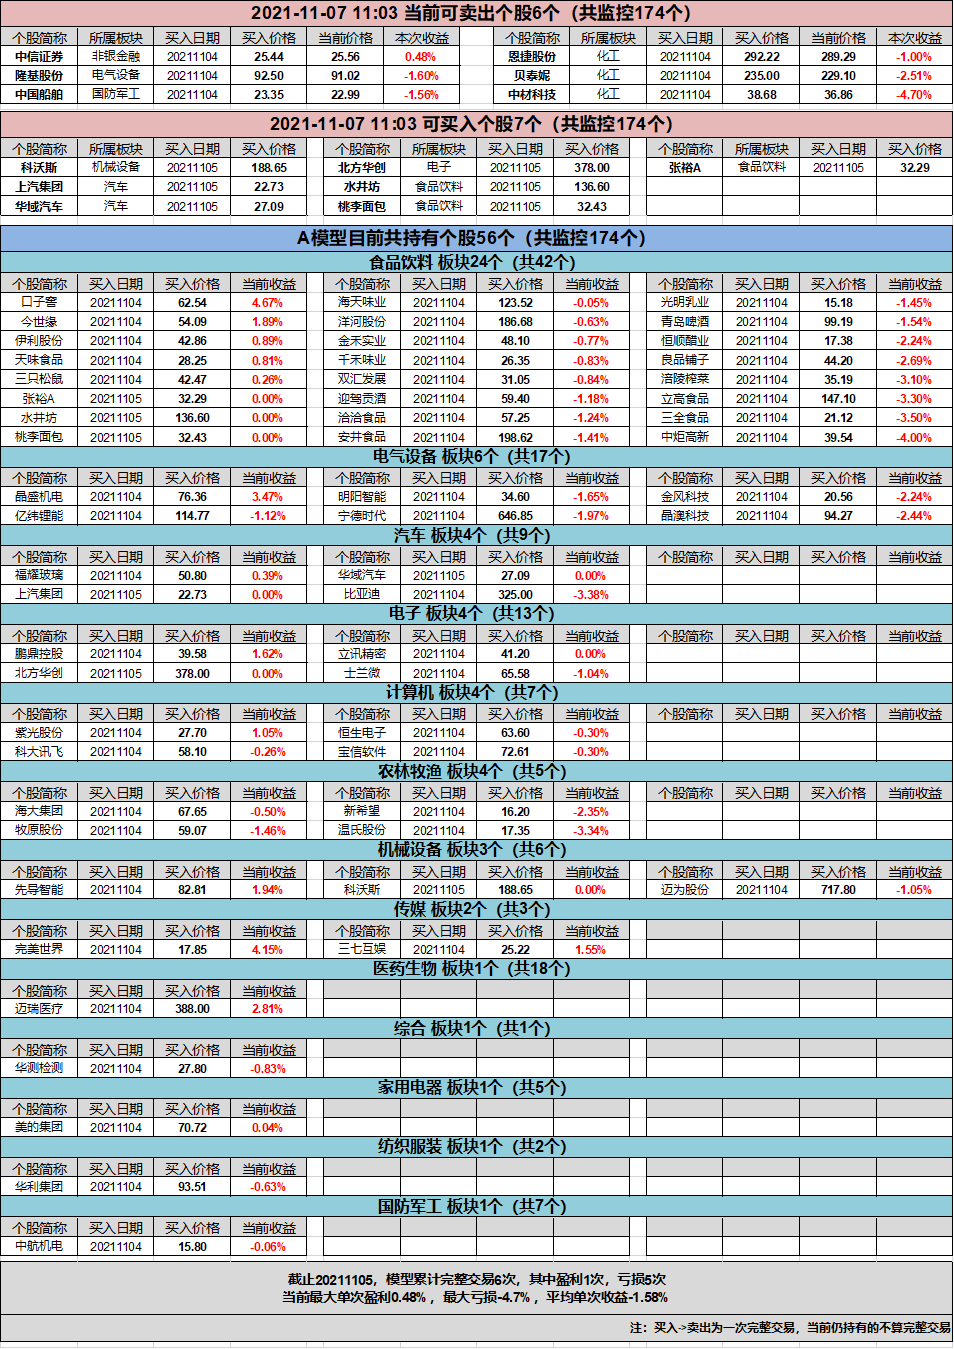 2021-11-07 11:03 当前可卖出个股6个（共监控174个）
个股简称 所属板块 买入日期 买入价格 当前价格 本次收益 个股简称 所属板块 买入日期 买入价格 当前价格 本次收益
中信证券 非银金融 20211104 25.44 25.56 0.48% 恩捷股份 化工 20211104 292.22 289.29 -1.00%
隆基股份 电气设备 20211104 92.50 91.02 -1.60% 贝泰妮 化工 20211104 235.00 229.10 -2.51%
中国船舶 国防军工 20211104 23.35 22.99 -1.56% 中材科技 化工 20211104 38.68 36.86 -4.70%
2021-11-07 11:03 可买入个股7个（共监控174个）
个股简称 所属板块 买入日期 买入价格 个股简称 所属板块 买入日期 买入价格 个股简称 所属板块 买入日期 买入价格
科沃斯 机械设备 20211105 188.65 北方华创 电子 20211105 378.00 张裕A 食品饮料 20211105 32.29
上汽集团 汽车 20211105 22.73 水井坊 食品饮料 20211105 136.60
华域汽车 汽车 20211105 27.09 桃李面包 食品饮料 20211105 32.43
A模型目前共持有个股56个（共监控174个）
食品饮料 板块24个（共42个）
个股简称 买入日期 买入价格 当前收益 个股简称 买入日期 买入价格 当前收益 个股简称 买入日期 买入价格 当前收益
口子窖 20211104 62.54 4.67% 海天味业 20211104 123.52 -0.05% 光明乳业 20211104 15.18 -1.45%
今世缘 20211104 54.09 1.89% 洋河股份 20211104 186.68 -0.63% 青岛啤酒 20211104 99.19 -1.54%
伊利股份 20211104 42.86 0.89% 金禾实业 20211104 48.10 -0.77% 恒顺醋业 20211104 17.38 -2.24%
天味食品 20211104 28.25 0.81% 千禾味业 20211104 26.35 -0.83% 良品铺子 20211104 44.20 -2.69%
三只松鼠 20211104 42.47 0.26% 双汇发展 20211104 31.05 -0.84% 涪陵榨菜 20211104 35.19 -3.10%
张裕A 20211105 32.29 0.00% 迎驾贡酒 20211104 59.40 -1.18% 立高食品 20211104 147.10 -3.30%
水井坊 20211105 136.60 0.00% 洽洽食品 20211104 57.25 -1.24% 三全食品 20211104 21.12 -3.50%
桃李面包 20211105 32.43 0.00% 安井食品 20211104 198.62 -1.41% 中炬高新 20211104 39.54 -4.00%
电气设备 板块6个（共17个）
个股简称 买入日期 买入价格 当前收益 个股简称 买入日期 买入价格 当前收益 个股简称 买入日期 买入价格 当前收益
晶盛机电 20211104 76.36 3.47% 明阳智能 20211104 34.60 -1.65% 金风科技 20211104 20.56 -2.24%
亿纬锂能 20211104 114.77 -1.12% 宁德时代 20211104 646.85 -1.97% 晶澳科技 20211104 94.27 -2.44%
汽车 板块4个（共9个）
个股简称 买入日期 买入价格 当前收益 个股简称 买入日期 买入价格 当前收益 个股简称 买入日期 买入价格 当前收益
福耀玻璃 20211104 50.80 0.39% 华域汽车 20211105 27.09 0.00%
上汽集团 20211105 22.73 0.00% 比亚迪 20211104 325.00 -3.38%
电子 板块4个（共13个）
个股简称 买入日期 买入价格 当前收益 个股简称 买入日期 买入价格 当前收益 个股简称 买入日期 买入价格 当前收益
鹏鼎控股 20211104 39.58 1.62% 立讯精密 20211104 41.20 0.00%
北方华创 20211105 378.00 0.00% 士兰微 20211104 65.58 -1.04%
计算机 板块4个（共7个）
个股简称 买入日期 买入价格 当前收益 个股简称 买入日期 买入价格 当前收益 个股简称 买入日期 买入价格 当前收益
紫光股份 20211104 27.70 1.05% 恒生电子 20211104 63.60 -0.30%
科大讯飞 20211104 58.10 -0.26% 宝信软件 20211104 72.61 -0.30%
农林牧渔 板块4个（共5个）
个股简称 买入日期 买入价格 当前收益 个股简称 买入日期 买入价格 当前收益 个股简称 买入日期 买入价格 当前收益
海大集团 20211104 67.65 -0.50% 新希望 20211104 16.20 -2.35%
牧原股份 20211104 59.07 -1.46% 温氏股份 20211104 17.35 -3.34%
机械设备 板块3个（共6个）
个股简称 买入日期 买入价格 当前收益 个股简称 买入日期 买入价格 当前收益 个股简称 买入日期 买入价格 当前收益
先导智能 20211104 82.81 1.94% 科沃斯 20211105 188.65 0.00% 迈为股份 20211104 717.80 -1.05%
传媒 板块2个（共3个）
个股简称 买入日期 买入价格 当前收益 个股简称 买入日期 买入价格 当前收益
完美世界 20211104 17.85 4.15% 三七互娱 20211104 25.22 1.55%
医药生物 板块1个（共18个）
个股简称 买入日期 买入价格 当前收益
迈瑞医疗 20211104 388.00 2.81%
综合 板块1个（共1个）
个股简称 买入日期 买入价格 当前收益
华测检测 20211104 27.80 -0.83%
家用电器 板块1个（共5个）
个股简称 买入日期 买入价格 当前收益
美的集团 20211104 70.72 0.04%
纺织服装 板块1个（共2个）
个股简称 买入日期 买入价格 当前收益
华利集团 20211104 93.51 -0.63%
国防军工 板块1个（共7个）
个股简称 买入日期 买入价格 当前收益
中航机电 20211104 15.80 -0.06%
截止20211105，模型累计完整交易6次，其中盈利1次，亏损5次
当前最大单次盈利0.48%，最大亏损-4.7%，平均单次收益-1.58%
注：买入->卖出为一次完整交易，当前仍持有的不算完整交易